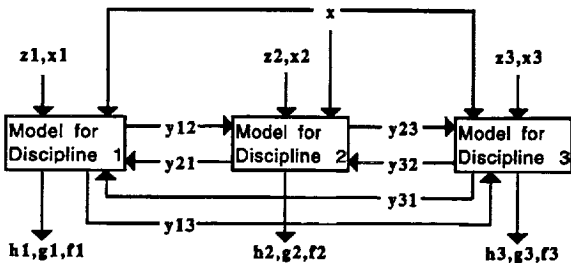 x
z1,x1
z2,x2
z3,x3
Model for
Discipline 1
y12
y21
Model for
Discipline 2
y23
y32
Model for
Discipline 3
y31
y13
h1,g1,f1
h2,g2,f2
h3,g3,f3